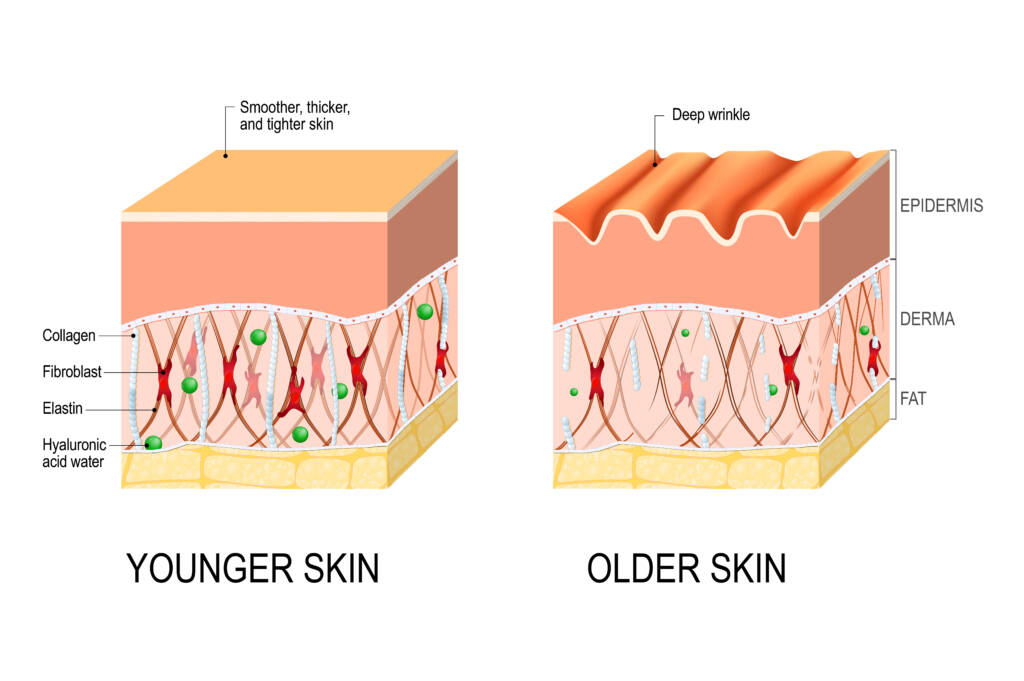 Smoother, thicker,
and tighter skin
Deep wrinkle
EPIDERMIS
DERMA
FAT
Collagen
Fibroblast
Elastin
Hyaluronic
acid water
YOUNGER SKIN
OLDER SKIN